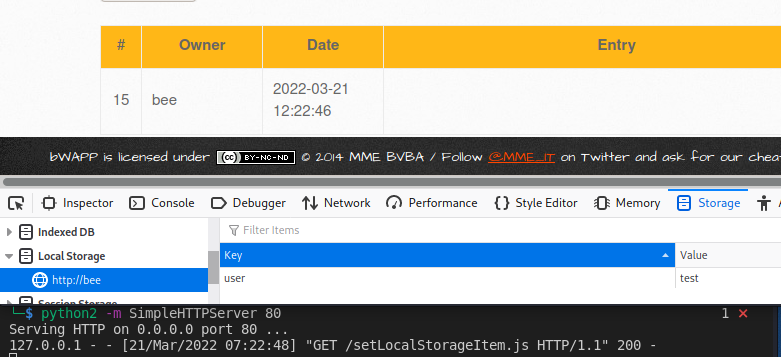 # Owner Date Entry
15 bee 2022-03-21
12:22:46
bWAPP is licensed under (cc) BY-NC-ND © 2014 MME BVBA / Follow @MME_IT on Twitter and ask for our chea
Inspector Console Debugger Network Performance {} Style Editor Memory Storage A
Indexed DB
Filter Items
Local Storage
Key Value
http://bee
user test
Session Storage
└─$ python2 -m SimpleHTTPServer 80 1 ⨯
Serving HTTP on 0.0.0.0 port 80 ...
127.0.0.1 - - [21/Mar/2022 07:22:48] "GET /setLocalStorageItem.js HTTP/1.1" 200 -